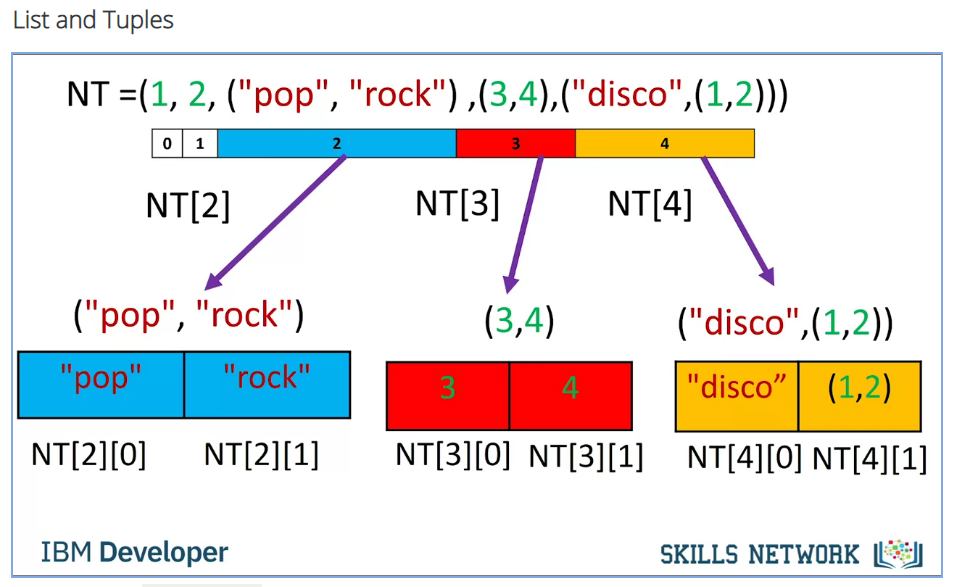 List and Tuples
NT =(1, 2, ("pop", "rock") ,(3,4),("disco",(1,2)))
0 1 2 3 4
NT[2] NT[3] NT[4]
("pop", "rock") (3,4) ("disco",(1,2))
"pop" "rock" 3 4 "disco” (1,2)
NT[2][0] NT[2][1] NT[3][0] NT[3][1] NT[4][0] NT[4][1]
IBM Developer SKILLS NETWORK